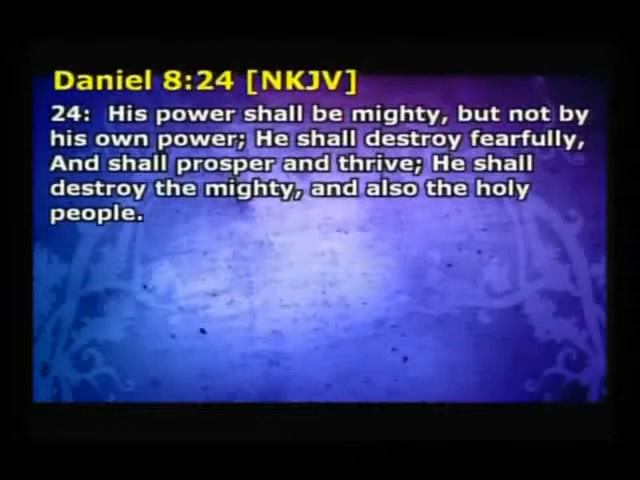 Daniel 8:24 [NKJV]
24:  His power shall be mighty, but not by
his own power; He shall destroy fearfully,
And shall prosper and thrive; He shall
destroy the mighty, and also the holy
people.